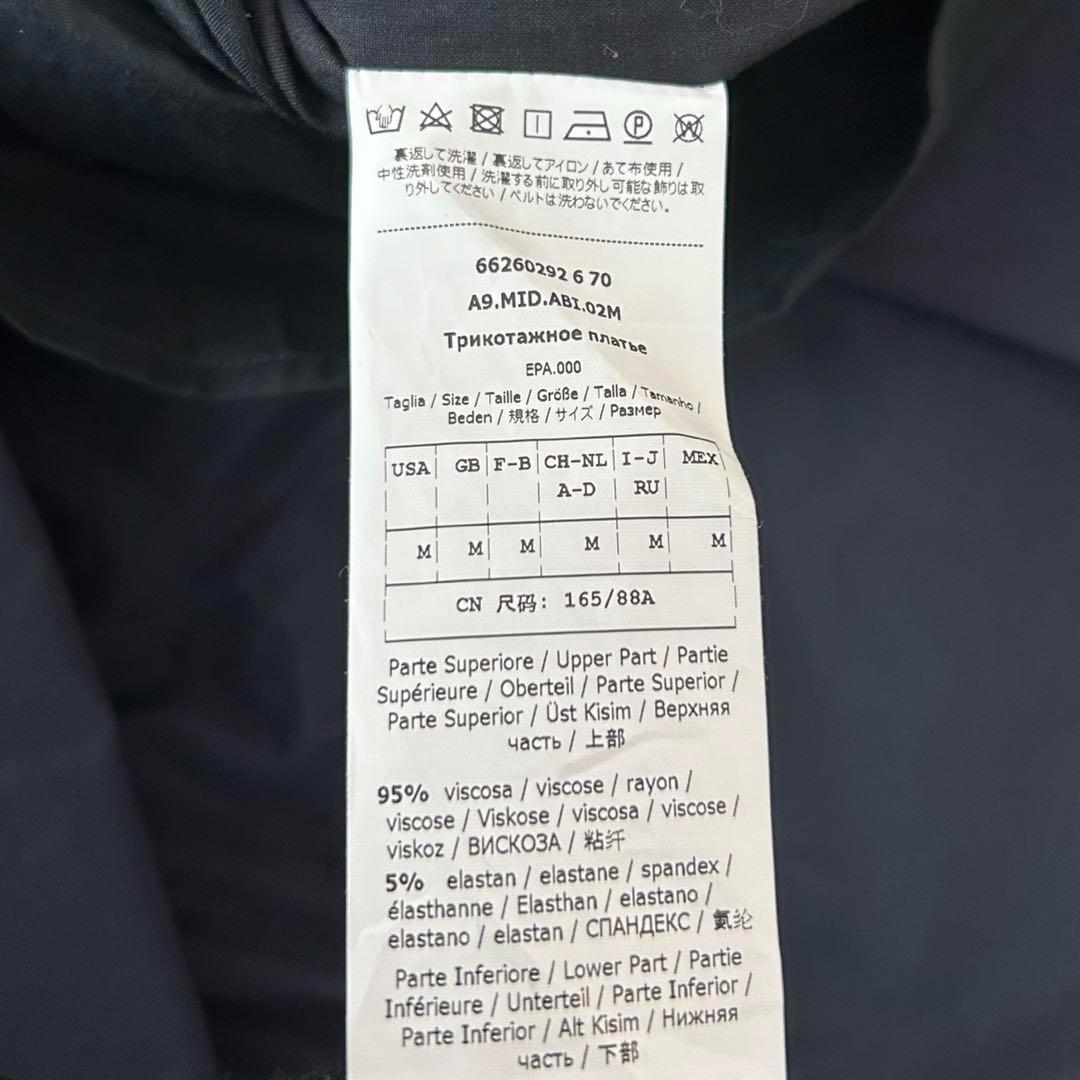 P W
裏返して洗濯 / 裏返してアイロン / あて布使用 /
中性洗剤使用 / 洗濯する前に取り外し可能な飾りは取
り外してください / ベルトは洗わないでください。
66260292 6 70
A9.MID.ABI.02M
Трикотажное платье
EPA.000
Taglia / Size / Taille / Größe / Talla / Tamanho /
Beden / 規格 / サイズ / Размер
USA GB F-B CH-NL I-J MEX
A-D RU
M M M M M M
CN 尺码: 165/88A
Parte Superiore / Upper Part / Partie
Supérieure / Oberteil / Parte Superior /
Parte Superior / Üst Kisim / Верхняя
часть / 上部
95% viscosa / viscose / rayon /
viscose / Viskose / viscosa / viscose /
viskoz / ВИСКОЗА / 粘纤
5% elastan / elastane / spandex /
élasthanne / Elasthan / elastano /
elastano / elastan / СПАНДЕКС / 氨纶
Parte Inferiore / Lower Part / Partie
Inférieure / Unterteil / Parte Inferior /
Parte Inferior / Alt Kisim / Нижняя
часть / 下部